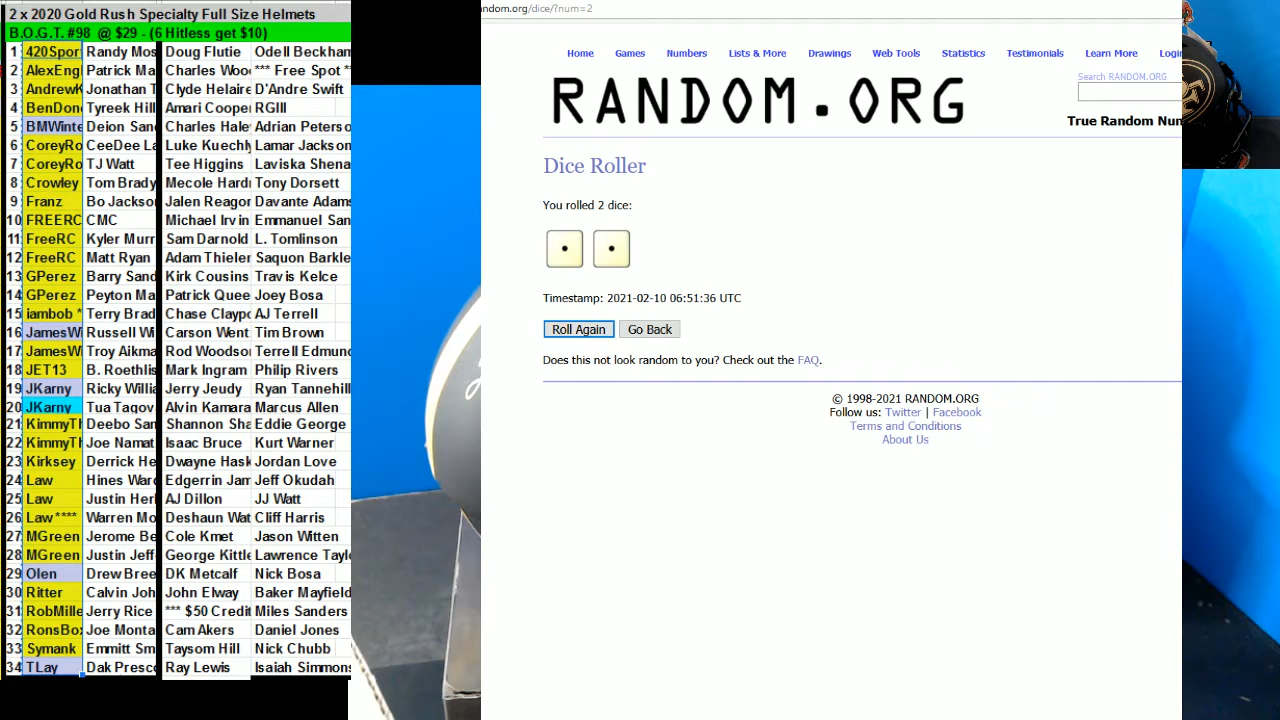 2 x 2020 Gold Rush Specialty Full Size Helmets
B.O.G.T. #98 @ $29 - (6 Hitless get $10)
1 420Spor Randy Mos Doug Flutie Odell Beckham
2 AlexEng Patrick Ma Charles Woo *** Free Spot **
3 AndrewK Jonathan T Clyde Helaire D'Andre Swift
4 BenDone Tyreek Hill Amari Cooper RGIII
5 BMWinte Deion San Charles Hale Adrian Peterso
6 CoreyRo CeeDee La Luke Kuechly Lamar Jackson
7 CoreyRo TJ Watt Tee Higgins Laviska Shena
8 Crowley Tom Brady Mecole Hardr Tony Dorsett
9 Franz Bo Jackson Jalen Reagor Davante Adams
10 FREERC CMC Michael Irvin Emmanuel San
11 FreeRC Kyler Murr Sam Darnold L. Tomlinson
12 FreeRC Matt Ryan Adam Thielen Saquon Barkle
13 GPerez Barry Sand Kirk Cousins Travis Kelce
14 GPerez Peyton Ma Patrick Quee Joey Bosa
15 iambob * Terry Brad Chase Claypo AJ Terrell
16 JamesWi Russell Wi Carson Went Tim Brown
17 JamesWi Troy Aikma Rod Woodson Terrell Edmund
18 JET13 B. Roethlis Mark Ingram Philip Rivers
19 JKarny Ricky Willia Jerry Jeudy Ryan Tannehill
20 JKarny Tua Tagov Alvin Kamara Marcus Allen
21 KimmyTh Deebo San Shannon Sha Eddie George
22 KimmyTh Joe Namat Isaac Bruce Kurt Warner
23 Kirksey Derrick He Dwayne Hask Jordan Love
24 Law Hines Ward Edgerrin Jam Jeff Okudah
25 Law Justin Her AJ Dillon JJ Watt
26 Law **** Warren Mo Deshaun Wat Cliff Harris
27 MGreen Jerome Be Cole Kmet Jason Witten
28 MGreen Justin Jeff George Kittle Lawrence Taylo
29 Olen Drew Bree DK Metcalf Nick Bosa
30 Ritter Calvin Joh John Elway Baker Mayfield
31 RobMille Jerry Rice *** $50 Credit Miles Sanders
32 RonsBox Joe Monta Cam Akers Daniel Jones
33 Symank Emmitt Sm Taysom Hill Nick Chubb
34 TLay Dak Presco Ray Lewis Isaiah Simmons
ndom.org/dice/?num=2
Home Games Numbers Lists & More Drawings Web Tools Statistics Testimonials Learn More Login
Search RANDOM.ORG
RANDOM.ORG
True Random Num
Dice Roller
You rolled 2 dice:
Timestamp: 2021-02-10 06:51:36 UTC
Roll Again Go Back
Does this not look random to you? Check out the FAQ.
© 1998-2021 RANDOM.ORG
Follow us: Twitter | Facebook
Terms and Conditions
About Us